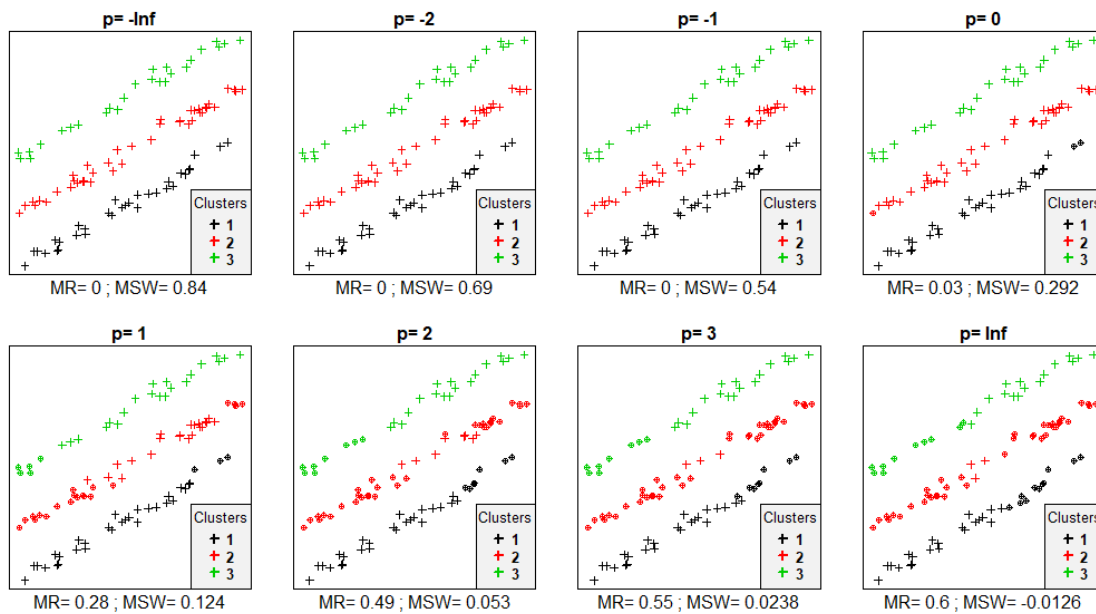 p= -Inf
p= -2
p= -1
p= 0
Clusters
1
2
3
Clusters
1
2
3
Clusters
1
2
3
Clusters
1
2
3
MR= 0 ; MSW= 0.84
MR= 0 ; MSW= 0.69
MR= 0 ; MSW= 0.54
MR= 0.03 ; MSW= 0.292
p= 1
p= 2
p= 3
p= Inf
Clusters
1
2
3
Clusters
1
2
3
Clusters
1
2
3
Clusters
1
2
3
MR= 0.28 ; MSW= 0.124
MR= 0.49 ; MSW= 0.053
MR= 0.55 ; MSW= 0.0238
MR= 0.6 ; MSW= -0.0126